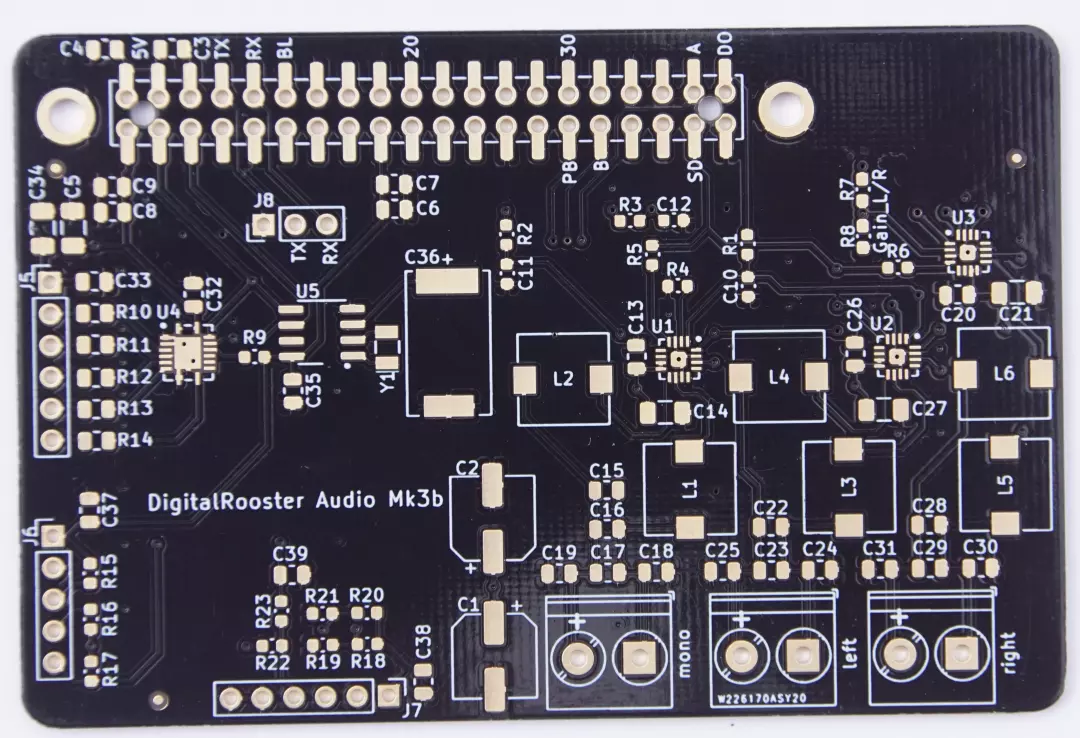 C4 5V C3 TX RX BL 20 30 A DO
PB B SD
C34 C5 C9 C7
C8 C6
J8
TX RX
R3 C12
R7
R8
Gain_L/R
U3
R2
R5
R1
R6
C36+
C11
R4
C10
J5
C33 C32
U5
R10 U4
C20 C21
C13 U1
C26 U2
R11 R9
Y1
L2 L4 L6
R12
C35
R13
C14 C27
R14
C2
C15
L1 L3 L5
DigitalRooster Audio Mk3b
C37
C16
C22 C28
J6
+
C19 C17 C18 C25 C23 C24 C31 C29 C30
C39
R15
R23 R21 R20
C1 +
R16
+ + +
R22 R19 R18
C38
mono left right
R17
J7
W226170ASY20